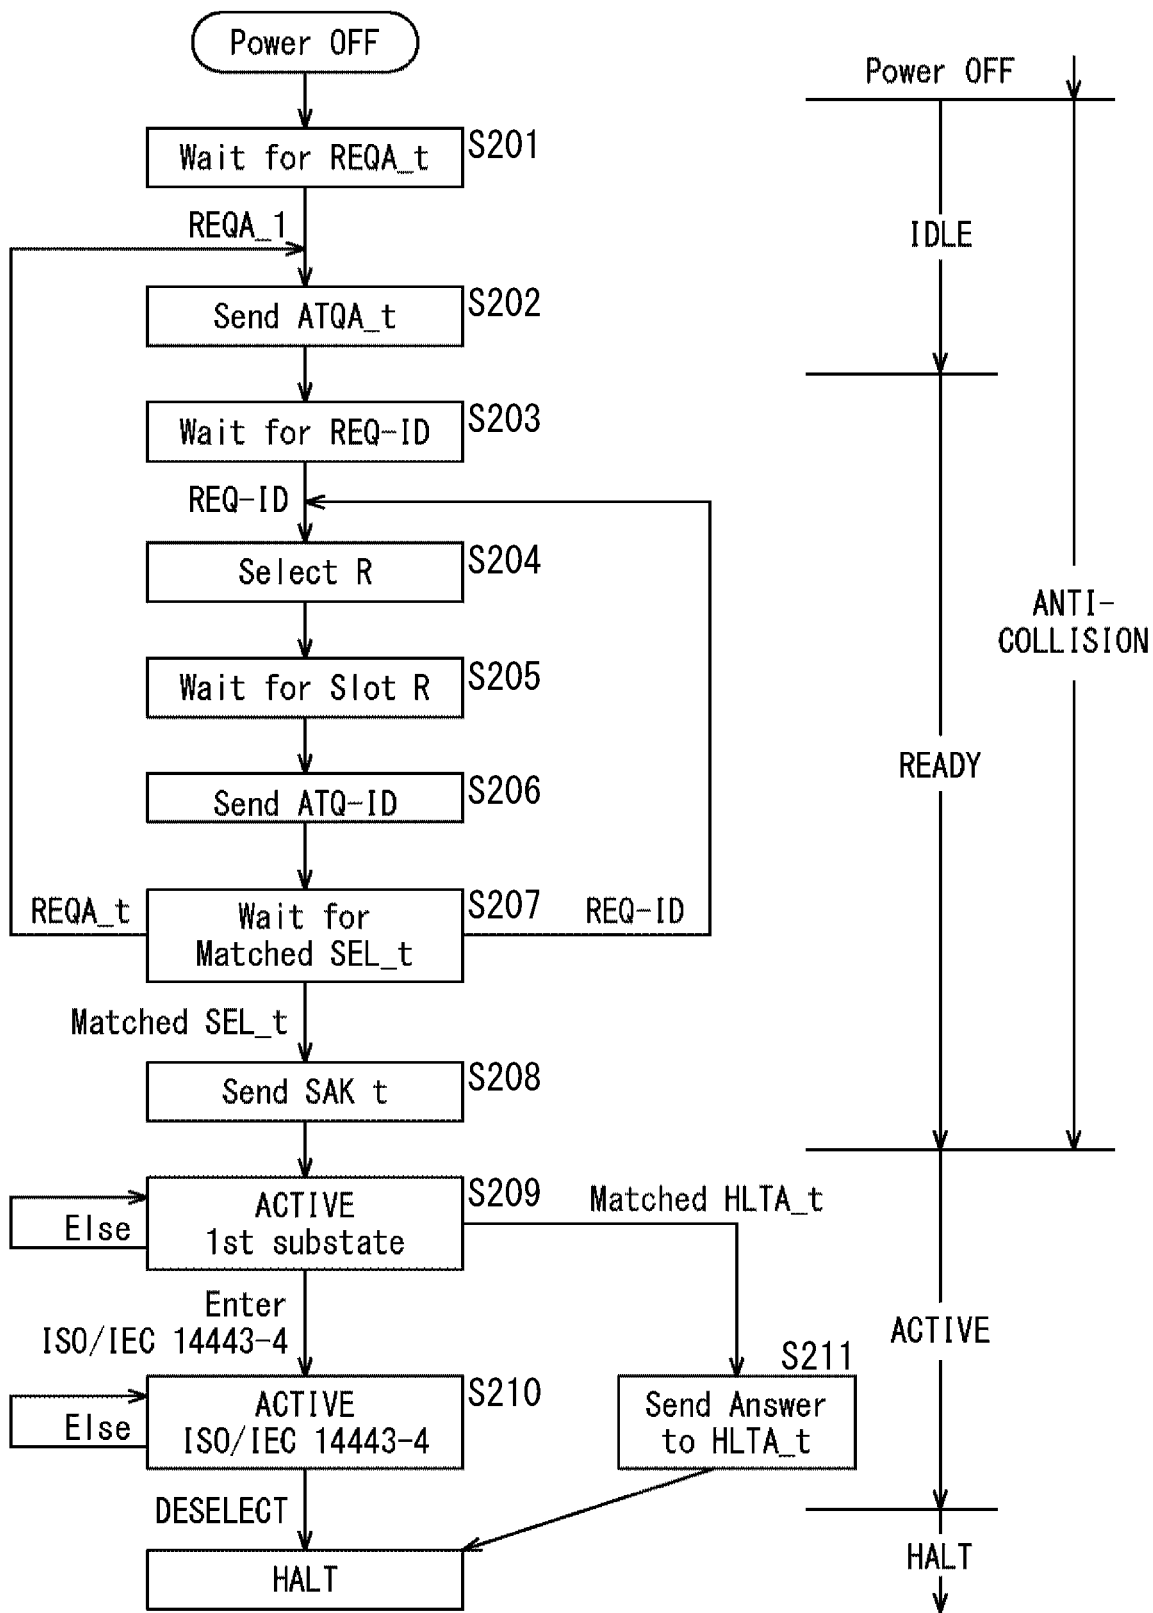 Power OFF
Power OFF
Wait for REQA_t
S201
REQA_1
IDLE
Send ATQA_t
S202
Wait for REQ-ID
S203
REQ-ID
Select R
S204
ANTI-
COLLISION
Wait for Slot R
S205
READY
Send ATQ-ID
S206
REQA_t
Wait for
Matched SEL_t
S207
REQ-ID
Matched SEL_t
Send SAK t
S208
ACTIVE
1st substate
S209
Else
Matched HLTA_t
Enter
ISO/IEC 14443-4
ACTIVE
S211
Send Answer
to HLTA_t
ACTIVE
ISO/IEC 14443-4
S210
Else
DESELECT
HALT
HALT